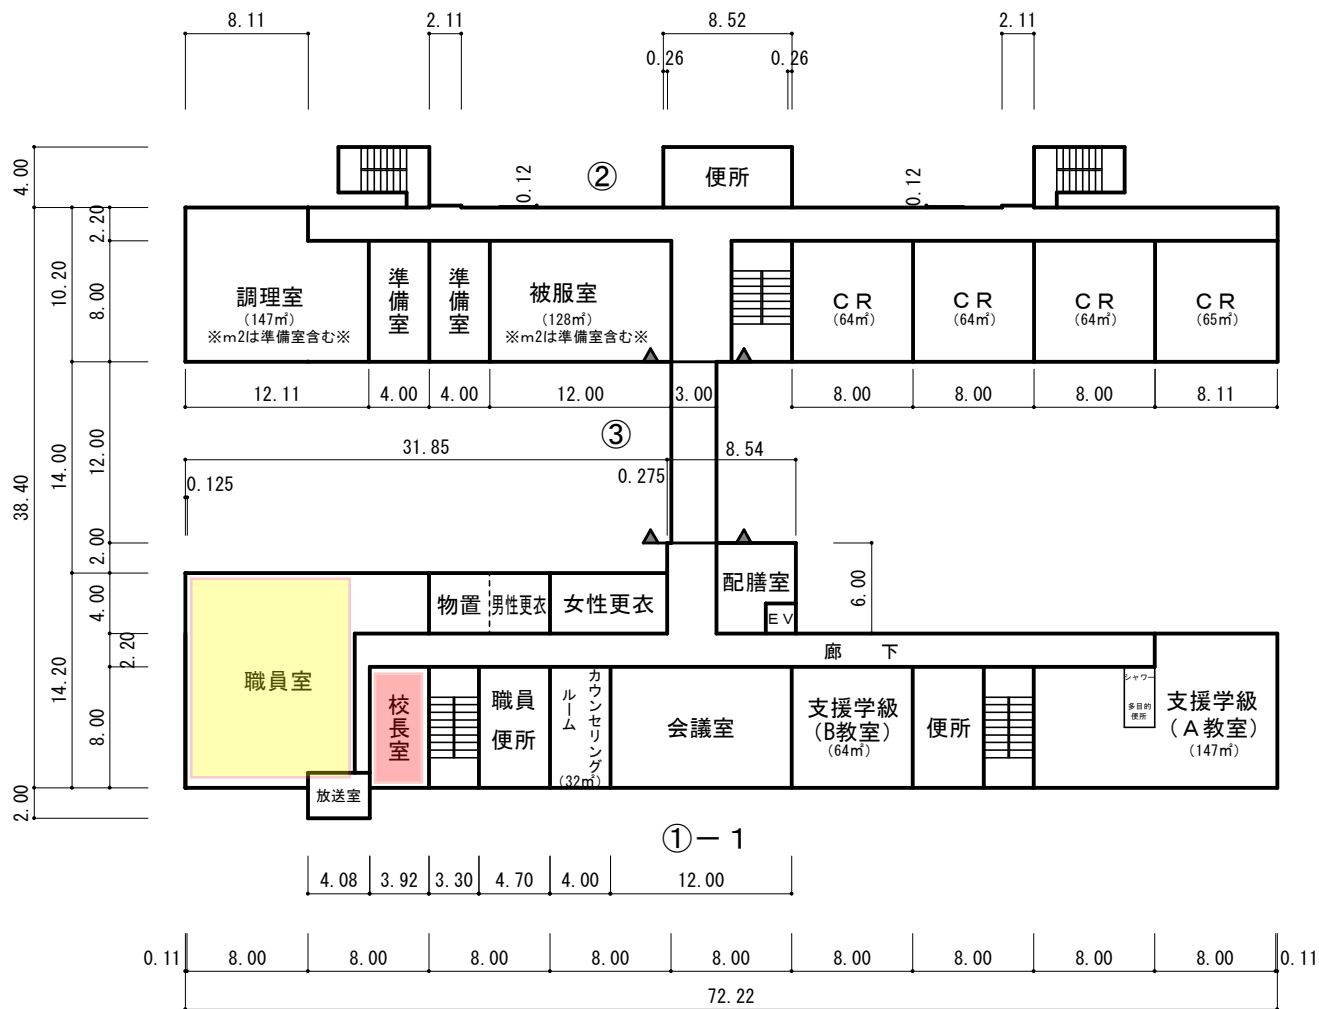 8.11
2.11
8.52
2.11
0.26
0.26
4.00
②
0.12
便所
0.12
2.20
10.20
8.00
調理室
(147㎡)
※m2は準備室含む※
準備室
準備室
被服室
(128㎡)
※m2は準備室含む※
CR
(64㎡)
CR
(64㎡)
CR
(64㎡)
CR
(65㎡)
12.11
4.00
4.00
12.00
3.00
8.00
8.00
8.00
8.11
③
31.85
8.54
0.125
0.275
38.40
14.00
12.00
2.00
14.20
4.00
2.20
8.00
2.00
物置
男性更衣
女性更衣
配膳室
EV
6.00
廊 下
職員室
校長室
職員
便所
カウンセリング
ルーム
(32㎡)
会議室
支援学級
(B教室)
(64㎡)
便所
シャワー
多目的
便所
支援学級
(A教室)
(147㎡)
放送室
①－1
4.08
3.92
3.30
4.70
4.00
12.00
0.11
8.00
8.00
8.00
8.00
8.00
8.00
8.00
8.00
8.00
0.11
72.22